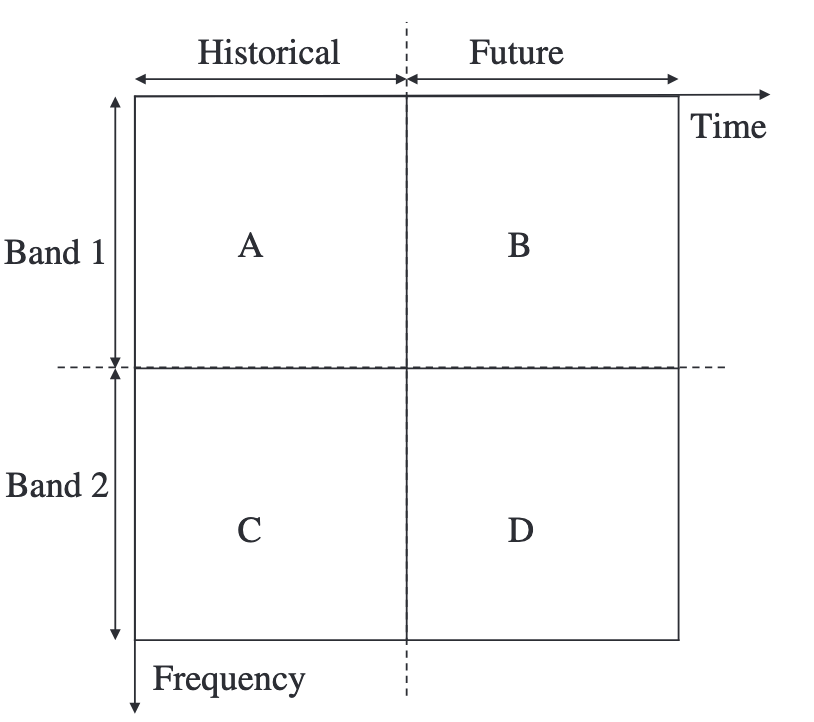 Historical
Future
Time
Band 1
A
B
Band 2
C
D
Frequency